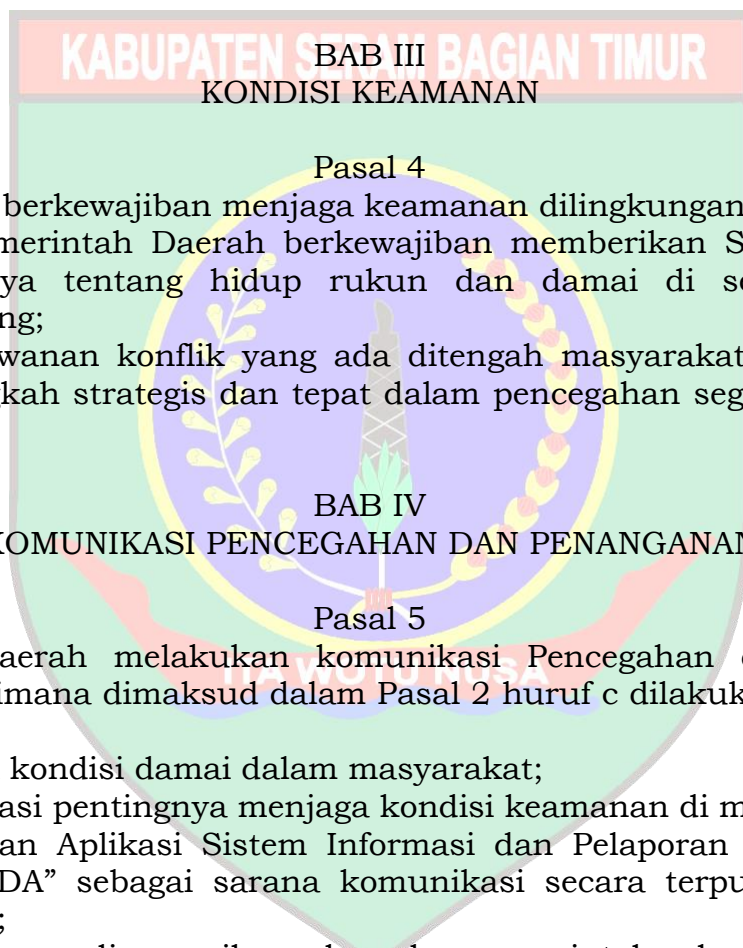 KABUPATEN SERAM BAGIAN TIMUR
BAB III
KONDISI KEAMANAN
Pasal 4
berkewajiban menjaga keamanan dilingkungan
merintah Daerah berkewajiban memberikan S
ya tentang hidup rukun dan damai di se
ng;
wanan konflik yang ada ditengah masyarakat
gkah strategis dan tepat dalam pencegahan seg
BAB IV
KOMUNIKASI PENCEGAHAN DAN PENANGANAN
Pasal 5
aerah melakukan komunikasi Pencegahan
imana dimaksud dalam Pasal 2 huruf c dilakuk
ITA WOTU NUSA
kondisi damai dalam masyarakat;
asi pentingnya menjaga kondisi keamanan di m
an Aplikasi Sistem Informasi dan Pelaporan
DA” sebagai sarana komunikasi secara terpu
;